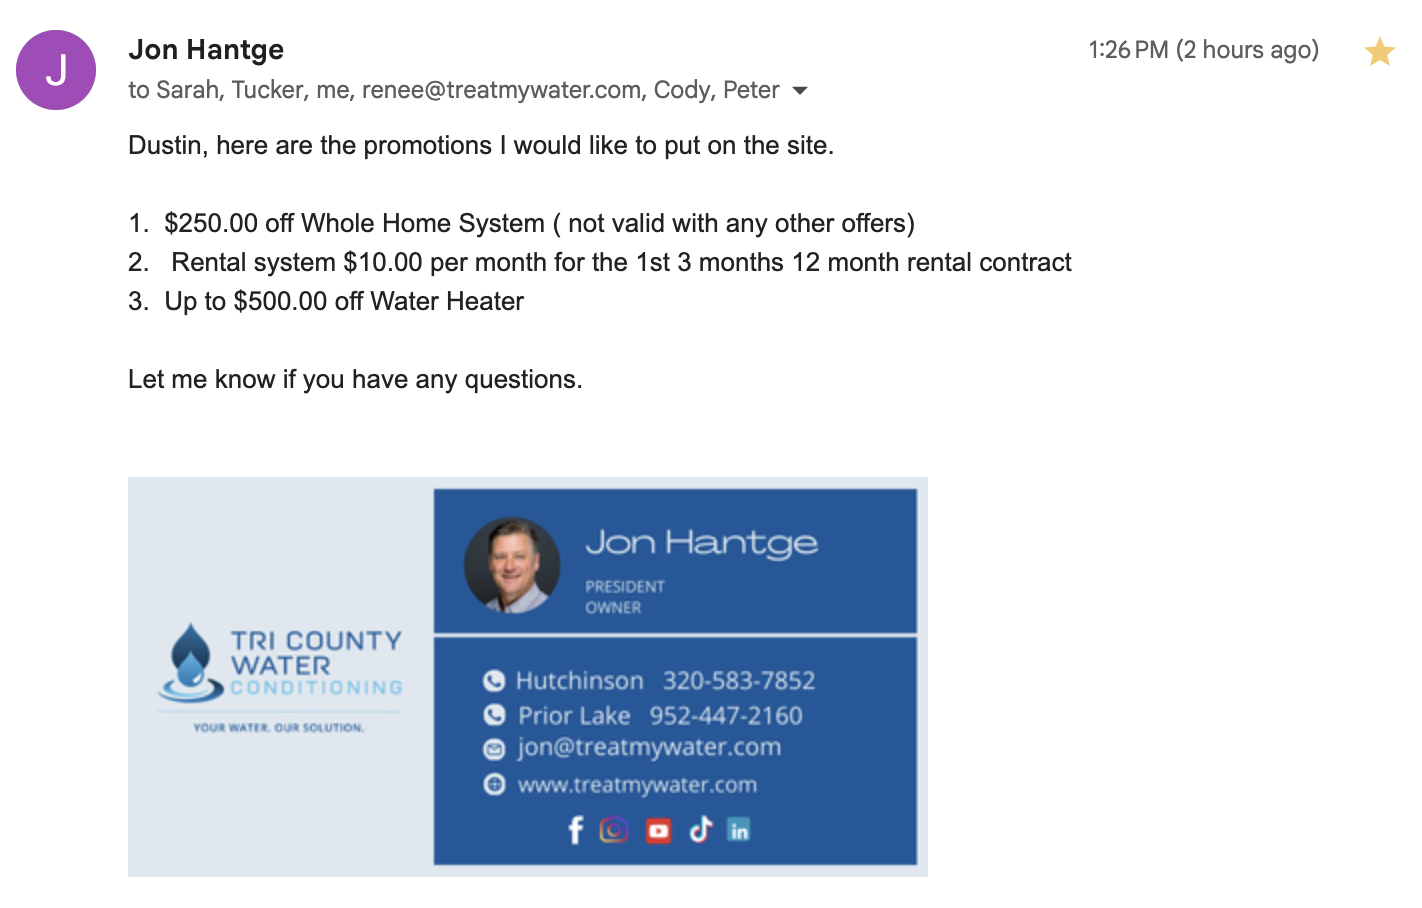 J
Jon Hantge
1:26 PM (2 hours ago)
to Sarah, Tucker, me, renee@treatmywater.com, Cody, Peter
Dustin, here are the promotions I would like to put on the site.
1. $250.00 off Whole Home System ( not valid with any other offers)
2. Rental system $10.00 per month for the 1st 3 months 12 month rental contract
3. Up to $500.00 off Water Heater
Let me know if you have any questions.
TRI COUNTY
WATER
CONDITIONING
YOUR WATER. OUR SOLUTION.
Jon Hantge
PRESIDENT
OWNER
Hutchinson 320-583-7852
Prior Lake 952-447-2160
jon@treatmywater.com
www.treatmywater.com
f in